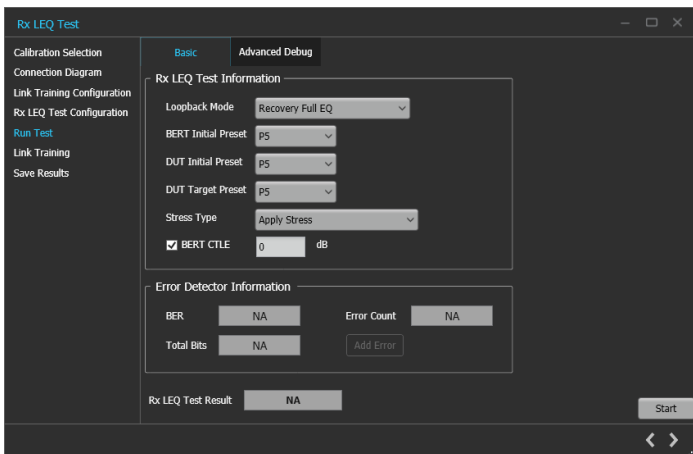 Rx LEQ Test
Calibration Selection
Connection Diagram
Link Training Configuration
Rx LEQ Test Configuration
Run Test
Link Training
Save Results
Basic Advanced Debug
Rx LEQ Test Information
Loopback Mode Recovery Full EQ
BERT Initial Preset P5
DUT Initial Preset P5
DUT Target Preset P5
Stress Type Apply Stress
BERT CTLE 0 dB
Error Detector Information
BER NA Error Count NA
Total Bits NA Add Error
Rx LEQ Test Result NA
Start